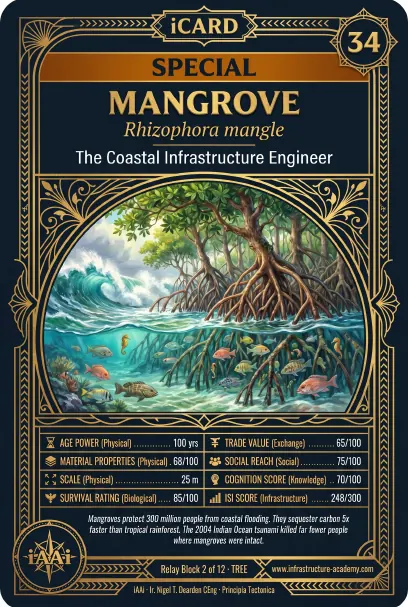 iCARD
34
SPECIAL
MANGROVE
Rhizophora mangle
The Coastal Infrastructure Engineer
AGE POWER (Physical) .............. 100 yrs
TRADE VALUE (Exchange) ....... 65/100
MATERIAL PROPERTIES (Physical) . 68/100
SOCIAL REACH (Social) ........... 75/100
SCALE (Physical) ....................... 25 m
COGNITION SCORE (Knowledge) . 70/100
SURVIVAL RATING (Biological) ..... 85/100
ISI SCORE (Infrastructure) ..... 248/300
Mangroves protect 300 million people from coastal flooding. They sequester carbon 5x
faster than tropical rainforest. The 2004 Indian Ocean tsunami killed far fewer people
where mangroves were intact.
iAAi
Relay Block 2 of 12 · TREE
www.infrastructure-academy.com
iAAi · Ir. Nigel T. Dearden CEng · Principia Tectonica